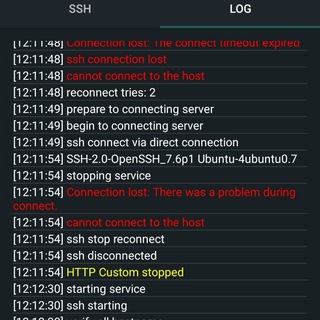 SSH
LOG
[12:11:48] Connection lost: The connect timeout expired
[12:11:48] ssh connection lost
[12:11:48] cannot connect to the host
[12:11:48] reconnect tries: 2
[12:11:49] prepare to connecting server
[12:11:49] begin to connecting server
[12:11:49] ssh connect via direct connection
[12:11:54] SSH-2.0-OpenSSH_7.6p1 Ubuntu-4ubuntu0.7
[12:11:54] stopping service
[12:11:54] Connection lost: There was a problem during
connect.
[12:11:54] cannot connect to the host
[12:11:54] ssh stop reconnect
[12:11:54] ssh disconnected
[12:11:54] HTTP Custom stopped
[12:12:30] starting service
[12:12:30] ssh starting